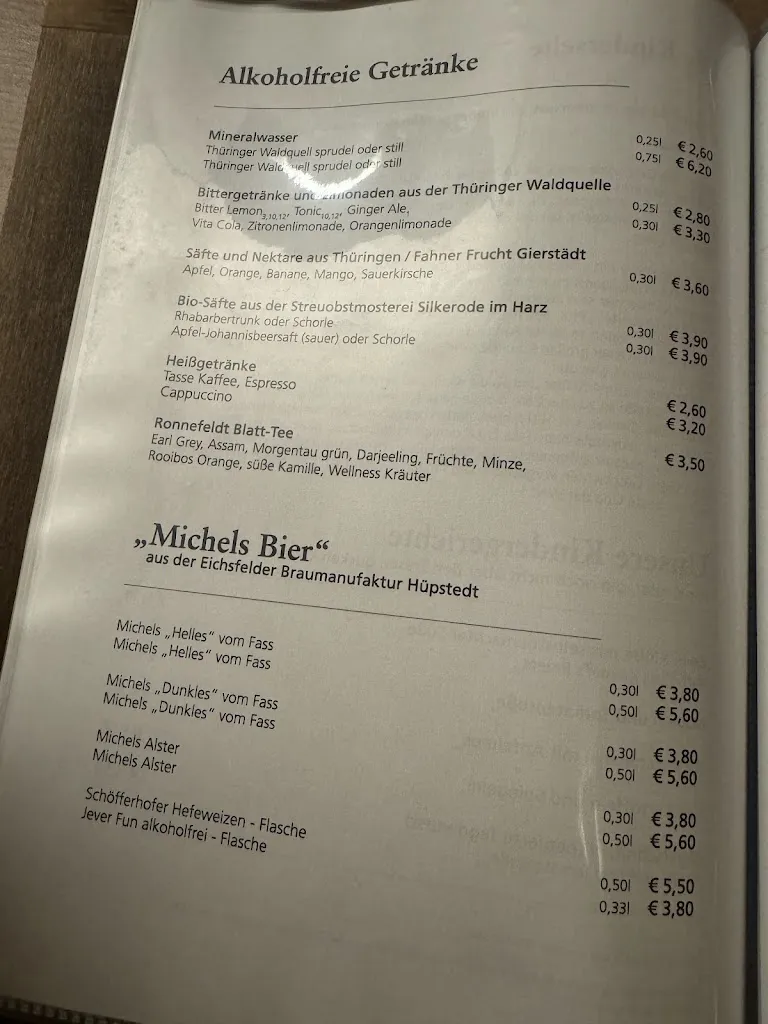 Alkoholfreie Getränke
Mineralwasser
Thüringer Waldquell sprudel oder still 0,25l € 2,60
Thüringer Waldquell sprudel oder still 0,75l € 6,20
Bittergetränke und Limonaden aus der Thüringer Waldquelle
Bitter Lemon3,10,12, Tonic10,12, Ginger Ale, 0,25l € 2,80
Vita Cola, Zitronenlimonade, Orangenlimonade 0,30l € 3,30
Säfte und Nektare aus Thüringen / Fahner Frucht Gierstädt
Apfel, Orange, Banane, Mango, Sauerkirsche 0,30l € 3,60
Bio-Säfte aus der Streuobstmosterei Silkerode im Harz
Rhabarbertrunk oder Schorle 0,30l € 3,90
Apfel-Johannisbeersaft (sauer) oder Schorle 0,30l € 3,90
Heißgetränke
Tasse Kaffee, Espresso € 2,60
Cappuccino € 3,20
Ronnefeldt Blatt-Tee
Earl Grey, Assam, Morgentau grün, Darjeeling, Früchte, Minze, € 3,50
Rooibos Orange, süße Kamille, Wellness Kräuter
„Michels Bier“
aus der Eichsfelder Braumanufaktur Hüpstedt
Michels „Helles“ vom Fass 0,30l € 3,80
Michels „Helles“ vom Fass 0,50l € 5,60
Michels „Dunkles“ vom Fass 0,30l € 3,80
Michels „Dunkles“ vom Fass 0,50l € 5,60
Michels Alster 0,30l € 3,80
Michels Alster 0,50l € 5,60
Schöfferhofer Hefeweizen - Flasche 0,50l € 5,50
Jever Fun alkoholfrei - Flasche 0,33l € 3,80